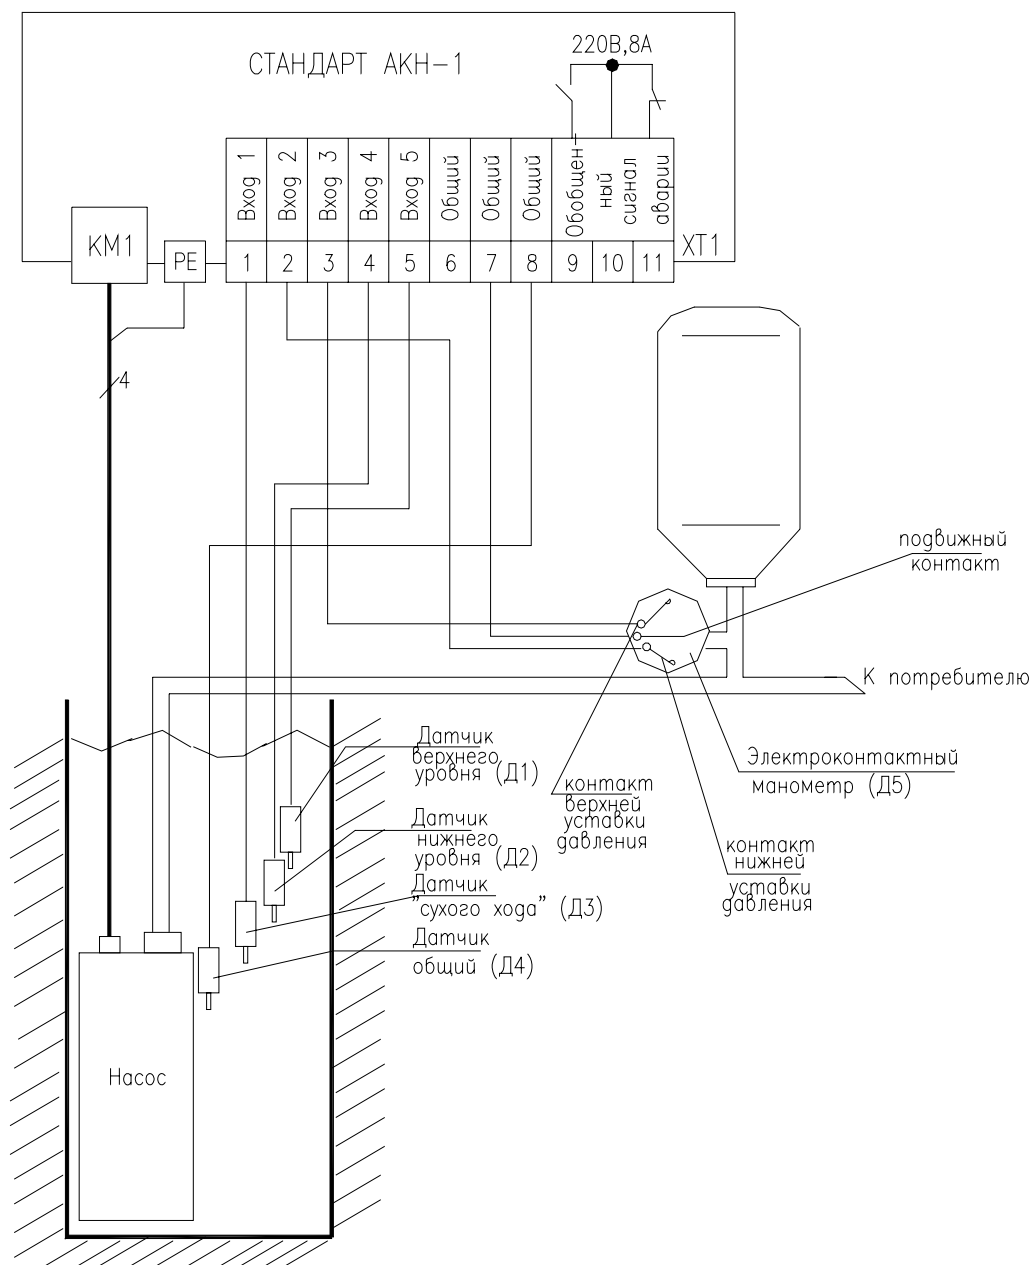 220В,8А
СТАНДАРТ АКН-1
Вход 1
Вход 2
Вход 3
Вход 4
Вход 5
Общий
Общий
Общий
Обобщен
ный
сигнал
аварии
КМ1
РЕ
1 2 3 4 5 6 7 8 9 10 11
ХТ1
4
подвижный
контакт
К потребителю
Датчик
верхнего
уровня (Д1)
Электроконтактный
манометр (Д5)
контакт
верхней
уставки
давления
Датчик
нижнего
уровня (Д2)
контакт
нижней
уставки
давления
Датчик
"сухого хода" (Д3)
Датчик
общий (Д4)
Насос